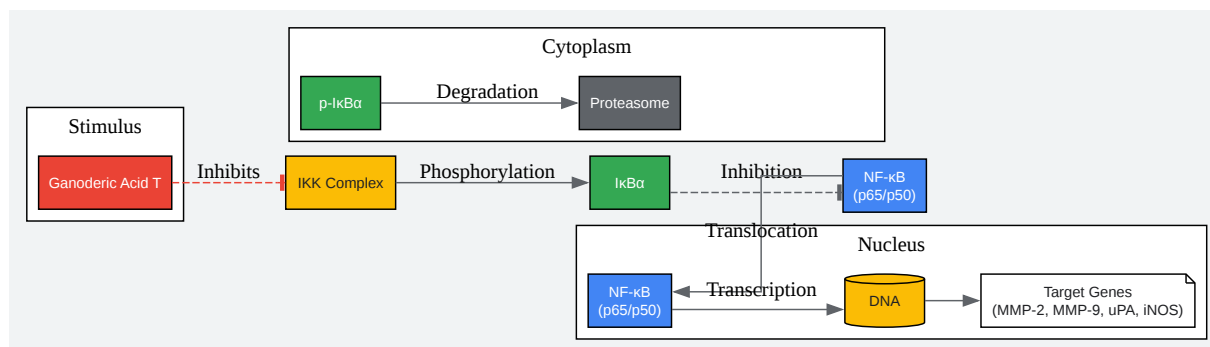 Cytoplasm
p-IκBα
Degradation
Proteasome
Stimulus
Ganoderic Acid T
Inhibits
IKK Complex
Phosphorylation
IκBα
Inhibition
NF-κB
(p65/p50)
Translocation
Nucleus
NF-κB
(p65/p50)
Transcription
DNA
Target Genes
(MMP-2, MMP-9, uPA, iNOS)